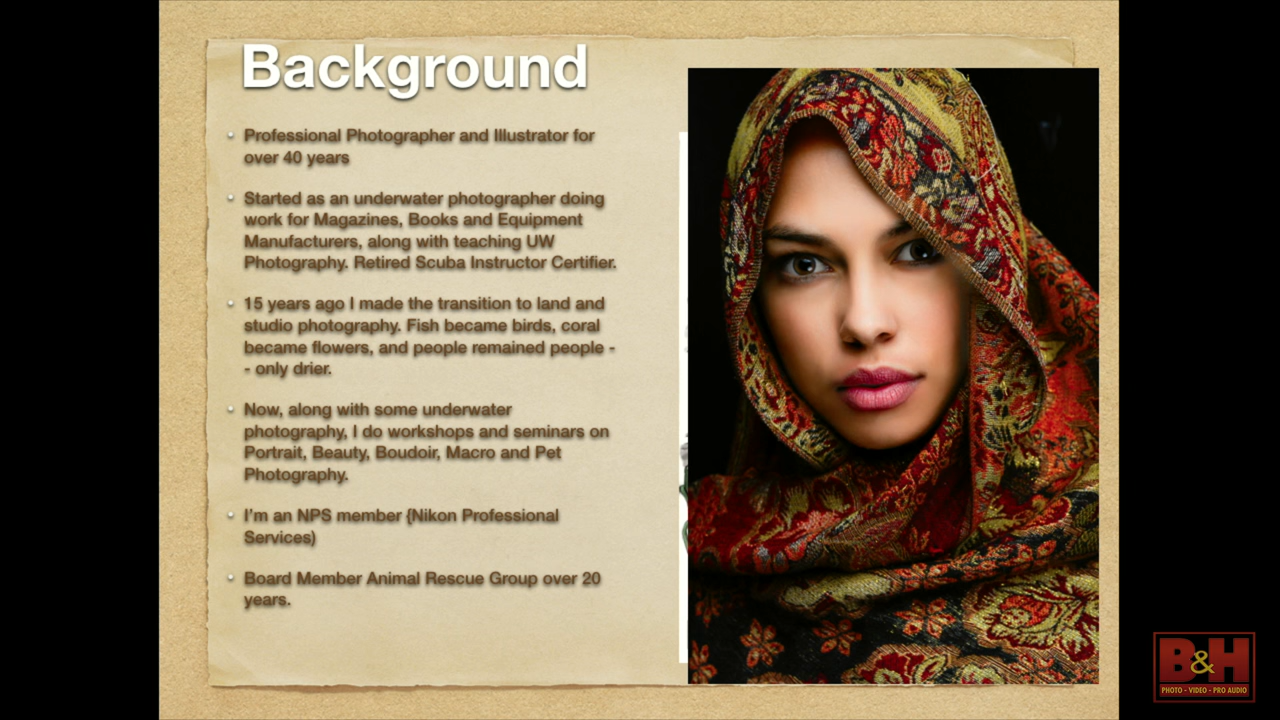 Background
Professional Photographer and Illustrator for
over 40 years
Started as an underwater photographer doing
work for Magazines, Books and Equipment
Manufacturers, along with teaching UW
Photography. Retired Scuba Instructor Certifier.
15 years ago I made the transition to land and
studio photography. Fish became birds, coral
became flowers, and people remained people -
- only drier.
Now, along with some underwater
photography, I do workshops and seminars on
Portrait, Beauty, Boudoir, Macro and Pet
Photography.
I'm an NPS member {Nikon Professional
Services)
Board Member Animal Rescue Group over 20
years.
B&H
PHOTO - VIDEO - PRO AUDIO